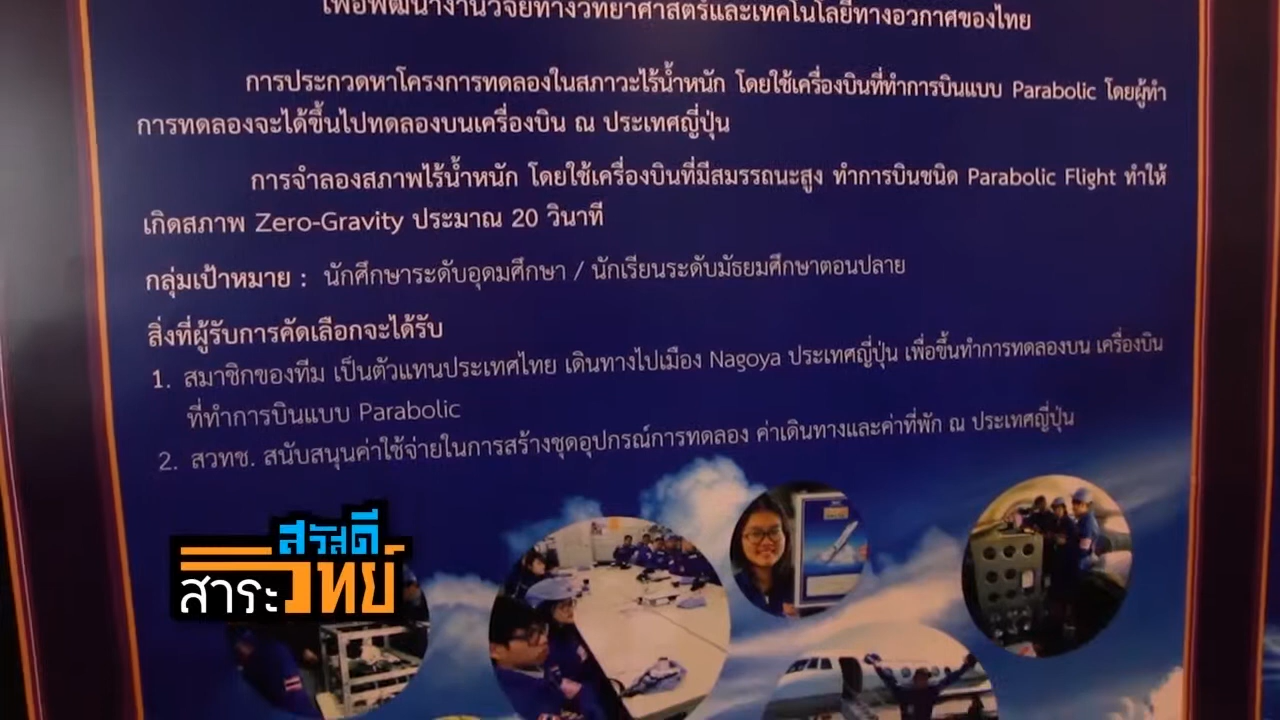 เพื่อพัฒนางานวิจัยทางวิทยาศาสตร์และเทคโนโลยีทางอวกาศของไทย
การประกวดหาโครงการทดลองในสภาวะไร้น้ำหนัก โดยใช้เครื่องบินที่ทำการบินแบบ Parabolic โดยผู้ทำ
การทดลองจะได้ขึ้นไปทดลองบนเครื่องบิน ณ ประเทศญี่ปุ่น
การจำลองสภาพไร้น้ำหนัก โดยใช้เครื่องบินที่มีสมรรถนะสูง ทำการบินชนิด Parabolic Flight ทำให้
เกิดสภาพ Zero-Gravity ประมาณ 20 วินาที
กลุ่มเป้าหมาย : นักศึกษาระดับอุดมศึกษา / นักเรียนระดับมัธยมศึกษาตอนปลาย
สิ่งที่ผู้รับการคัดเลือกจะได้รับ
1. สมาชิกของทีม เป็นตัวแทนประเทศไทย เดินทางไปเมือง Nagoya ประเทศญี่ปุ่น เพื่อขึ้นทำการทดลองบน เครื่องบิน
ที่ทำการบินแบบ Parabolic
2. สวทช. สนับสนุนค่าใช้จ่ายในการสร้างชุดอุปกรณ์การทดลอง ค่าเดินทางและค่าที่พัก ณ ประเทศญี่ปุ่น
สวัสดี
สาระวิทย์